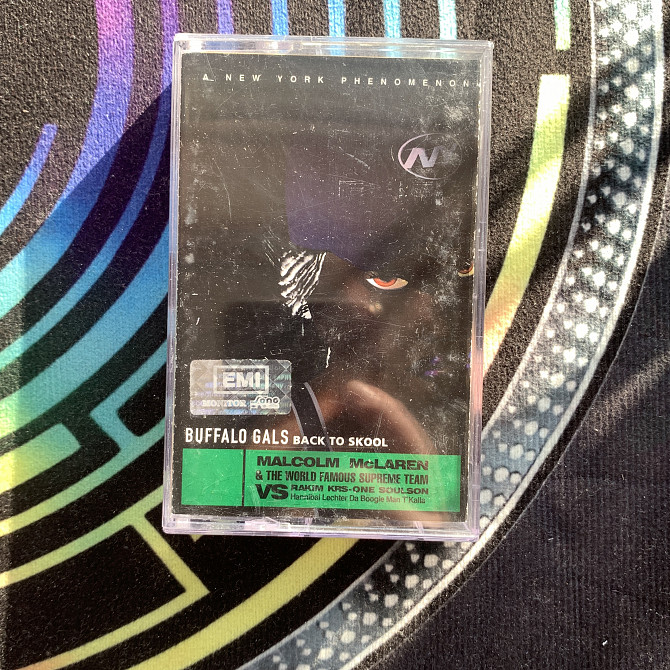 A NEW YORK PHENOMENON
N
EMI
MONITOR
BUFFALO GALS BACK TO SKOOL
MALCOLM McLAREN
& THE WORLD FAMOUS SUPREME TEAM
VS RAKIM KRS-ONE SOULSON
Hannibal Lechter Da Boogie Man T'Kalla